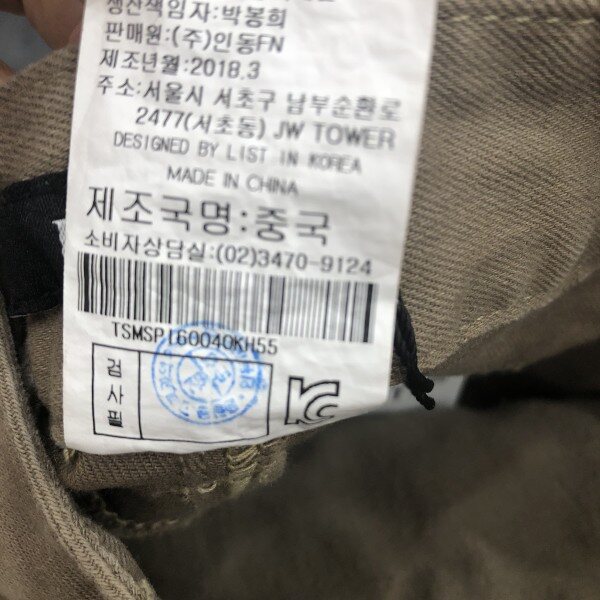 생산책임자:박봉희
판매원:(주)인동FN
제조년월:2018.3
주소:서울시 서초구 남부순환로
2477(서초동) JW TOWER
DESIGNED BY LIST IN KOREA
MADE IN CHINA
제조국명:중국
소비자상담실:(02)3470-9124
TSMSPI60040KH55
검사필